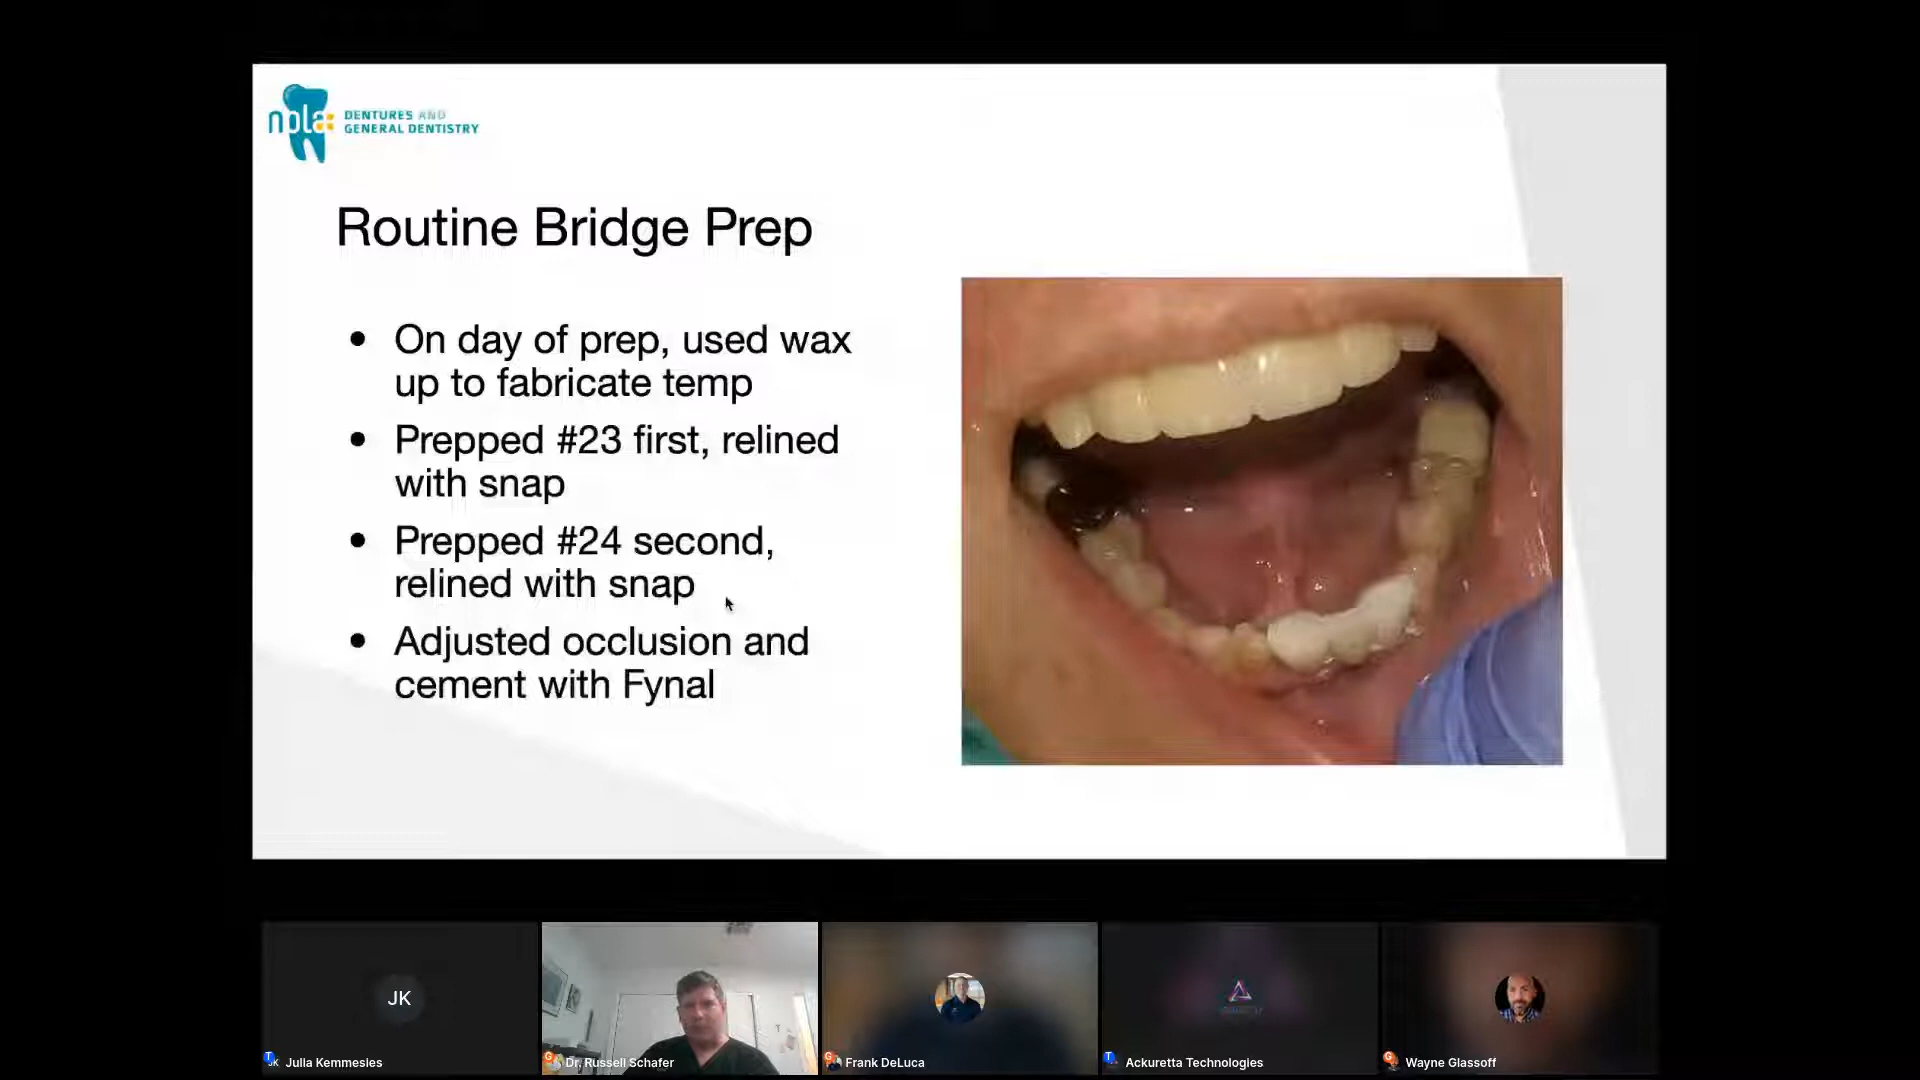 npla:
DENTURES AND
GENERAL DENTISTRY
Routine Bridge Prep
• On day of prep, used wax
up to fabricate temp
• Prepped #23 first, relined
with snap
• Prepped #24 second,
relined with snap
• Adjusted occlusion and
cement with Fynal
JK
Julia Kemmesies
Dr. Russell Schafer
Frank DeLuca
Ackuretta Technologies
Wayne Glassoff